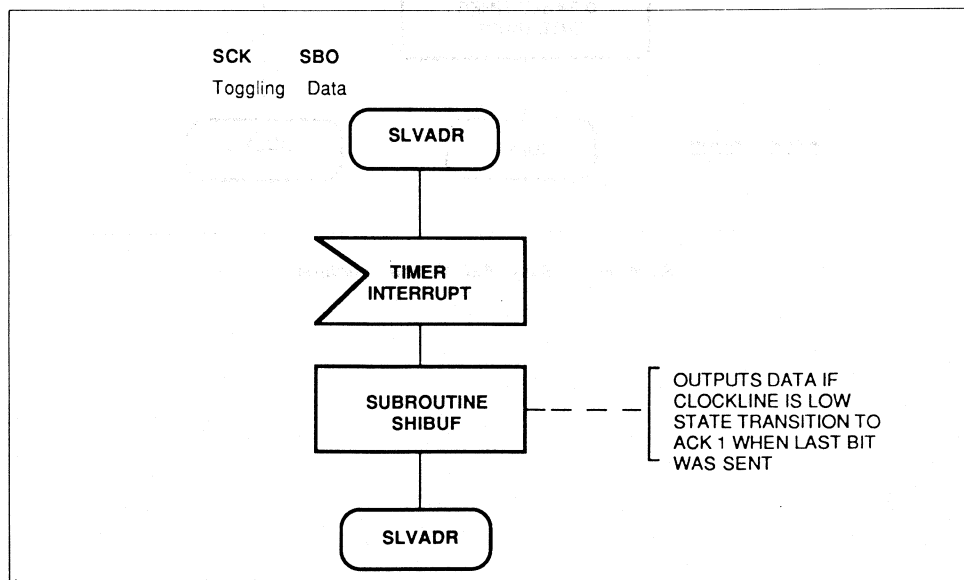 SCK SBO
Toggling Data
SLVADR
TIMER
INTERRUPT
SUBROUTINE
SHIBUF
OUTPUTS DATA IF
CLOCKLINE IS LOW
STATE TRANSITION TO
ACK 1 WHEN LAST BIT
WAS SENT
SLVADR